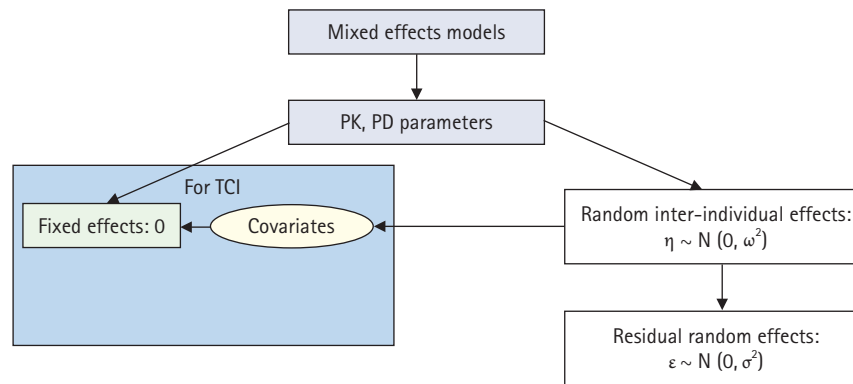 Mixed effects models
PK, PD parameters
For TCI
Fixed effects: 0
Covariates
Random inter-individual effects:
η ~ N (0, ω²)
Residual random effects:
ε ~ N (0, σ²)